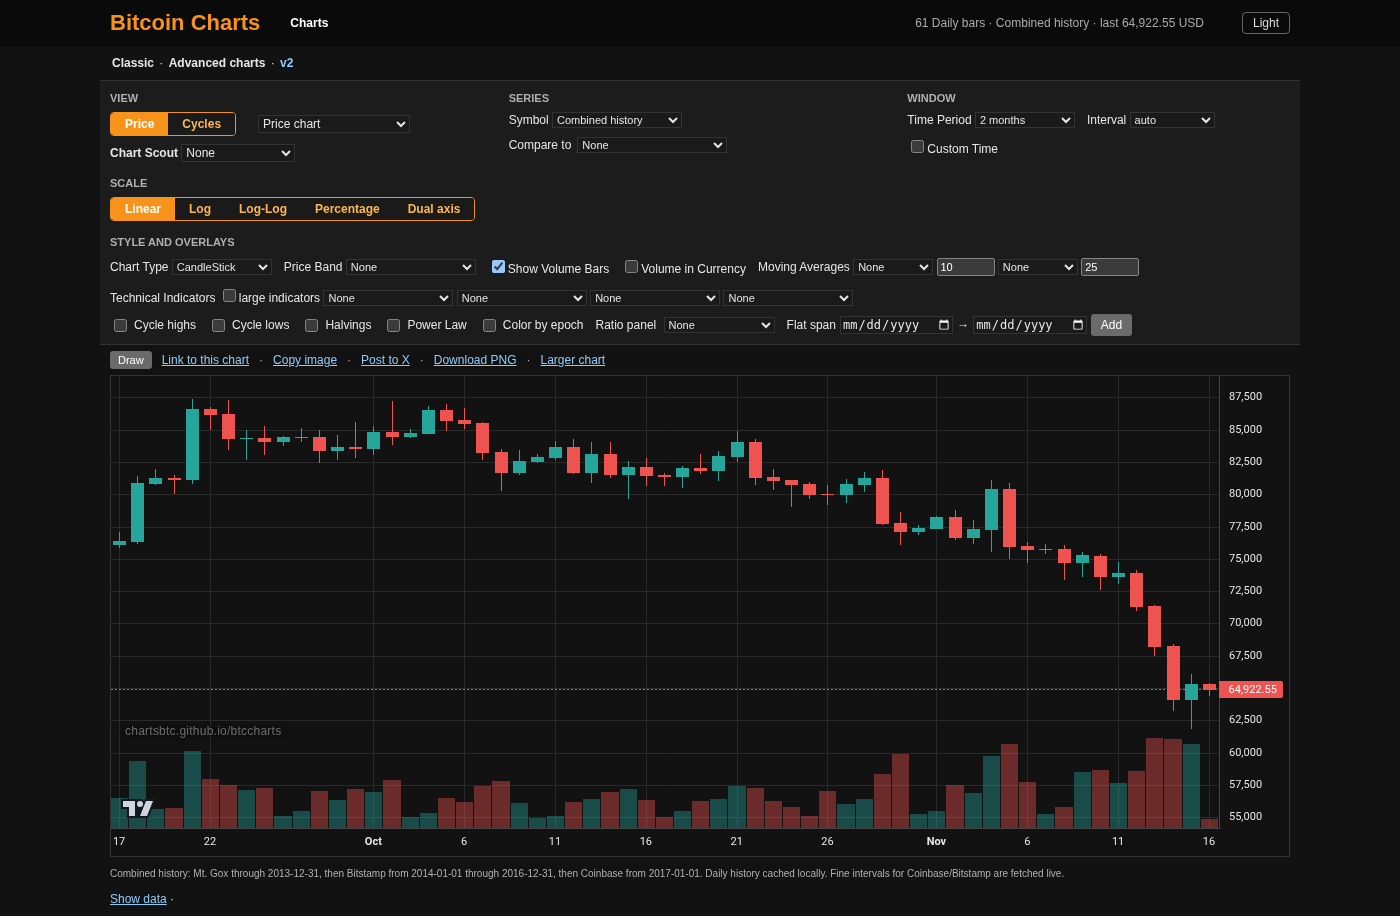 Bitcoin Charts
Charts
61 Daily bars · Combined history · last 64,922.55 USD
Light
Classic · Advanced charts · v2
VIEW
Price Cycles Price chart
Chart Scout None
SERIES
Symbol Combined history
Compare to None
WINDOW
Time Period 2 months Interval auto
Custom Time
SCALE
Linear Log Log-Log Percentage Dual axis
STYLE AND OVERLAYS
Chart Type CandleStick Price Band None Show Volume Bars Volume in Currency Moving Averages None 10 None 25
Technical Indicators large indicators None None None None
Cycle highs Cycle lows Halvings Power Law Color by epoch Ratio panel None Flat span mm/dd/yyyy → mm/dd/yyyy Add
Draw Link to this chart · Copy image · Post to X · Download PNG · Larger chart
87,500
85,000
82,500
80,000
77,500
75,000
72,500
70,000
67,500
64,922.55
62,500
60,000
57,500
55,000
chartsbtc.github.io/btccharts
17 22 Oct 6 11 16 21 26 Nov 6 11 16
Combined history: Mt. Gox through 2013-12-31, then Bitstamp from 2014-01-01 through 2016-12-31, then Coinbase from 2017-01-01. Daily history cached locally. Fine intervals for Coinbase/Bitstamp are fetched live.
Show data ·